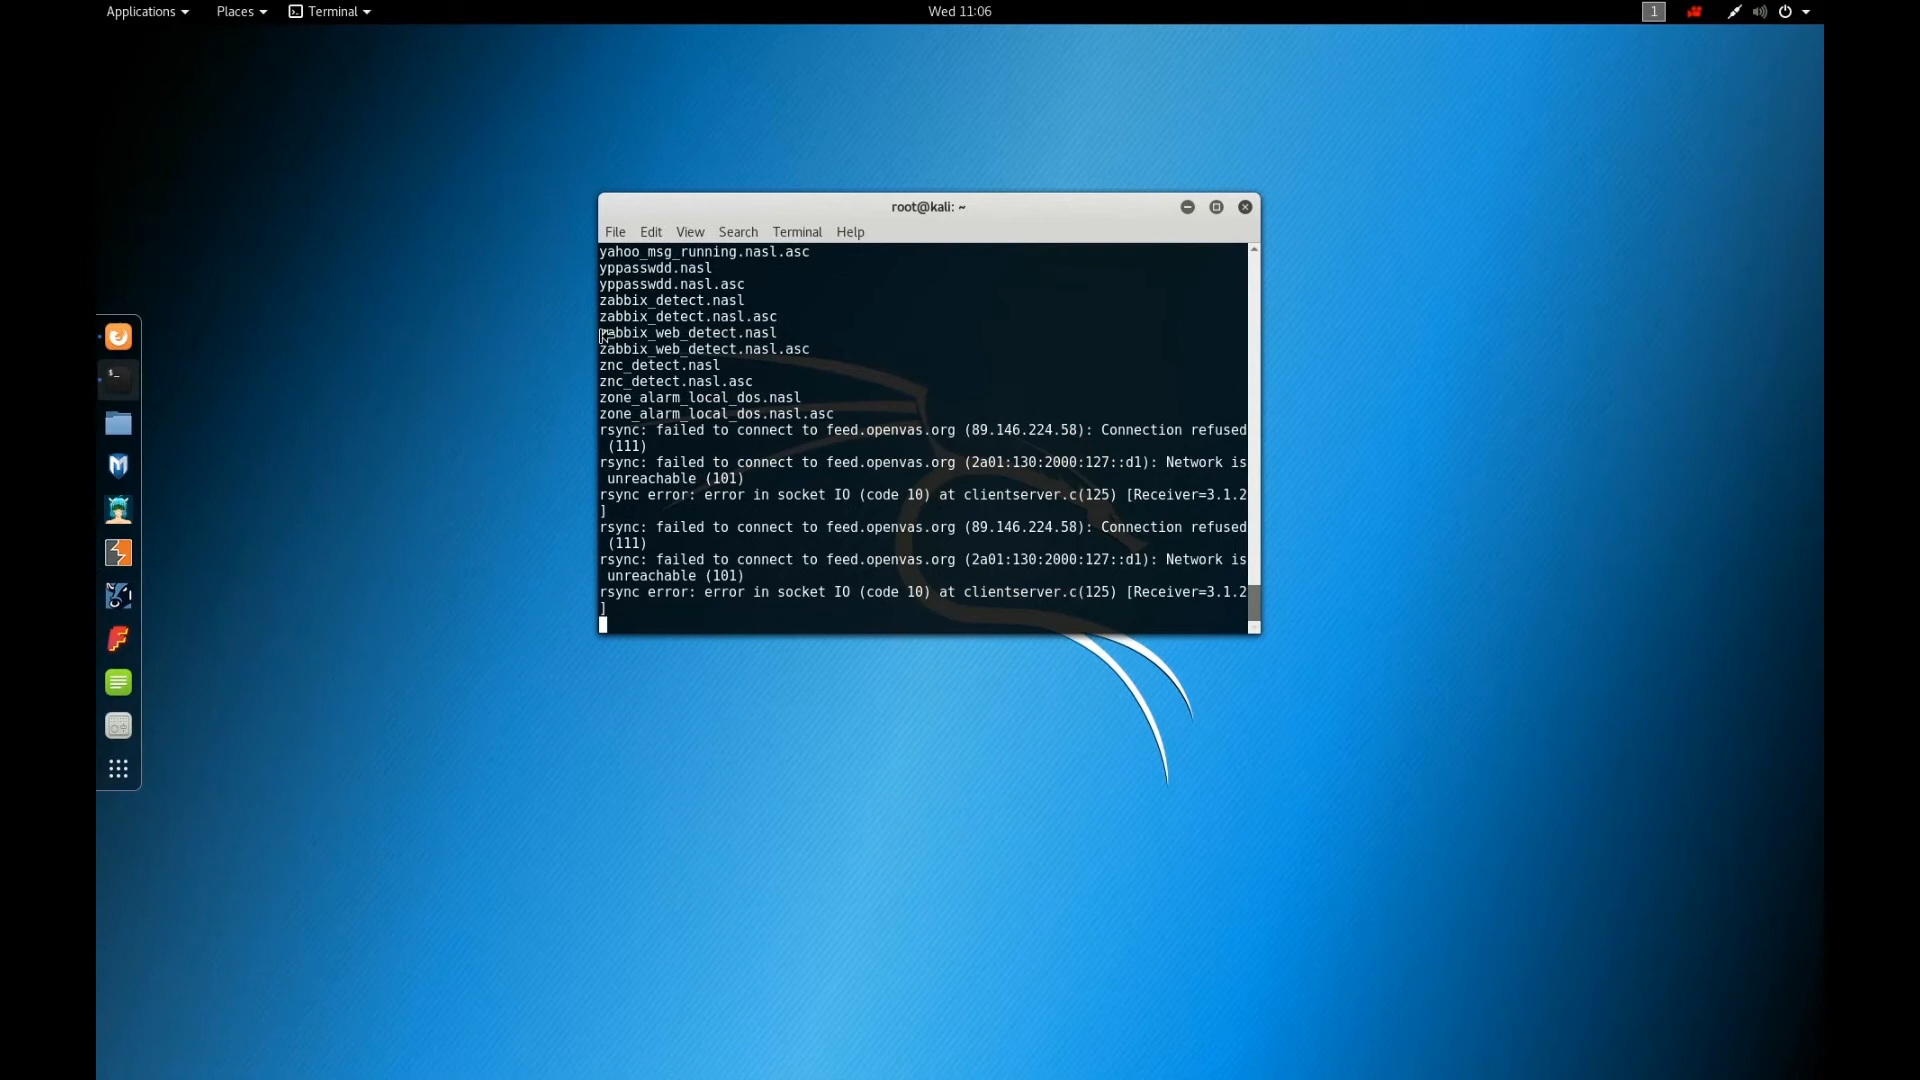 Applications Places Terminal Wed 11:06 1
root@kali: ~
File Edit View Search Terminal Help
yahoo_msg_running.nasl.asc
yppasswdd.nasl
yppasswdd.nasl.asc
zabbix_detect.nasl
zabbix_detect.nasl.asc
zabbix_web_detect.nasl
zabbix_web_detect.nasl.asc
znc_detect.nasl
znc_detect.nasl.asc
zone_alarm_local_dos.nasl
zone_alarm_local_dos.nasl.asc
rsync: failed to connect to feed.openvas.org (89.146.224.58): Connection refused
(111)
rsync: failed to connect to feed.openvas.org (2a01:130:2000:127::d1): Network is
unreachable (101)
rsync error: error in socket IO (code 10) at clientserver.c(125) [Receiver=3.1.2
]
rsync: failed to connect to feed.openvas.org (89.146.224.58): Connection refused
(111)
rsync: failed to connect to feed.openvas.org (2a01:130:2000:127::d1): Network is
unreachable (101)
rsync error: error in socket IO (code 10) at clientserver.c(125) [Receiver=3.1.2
]